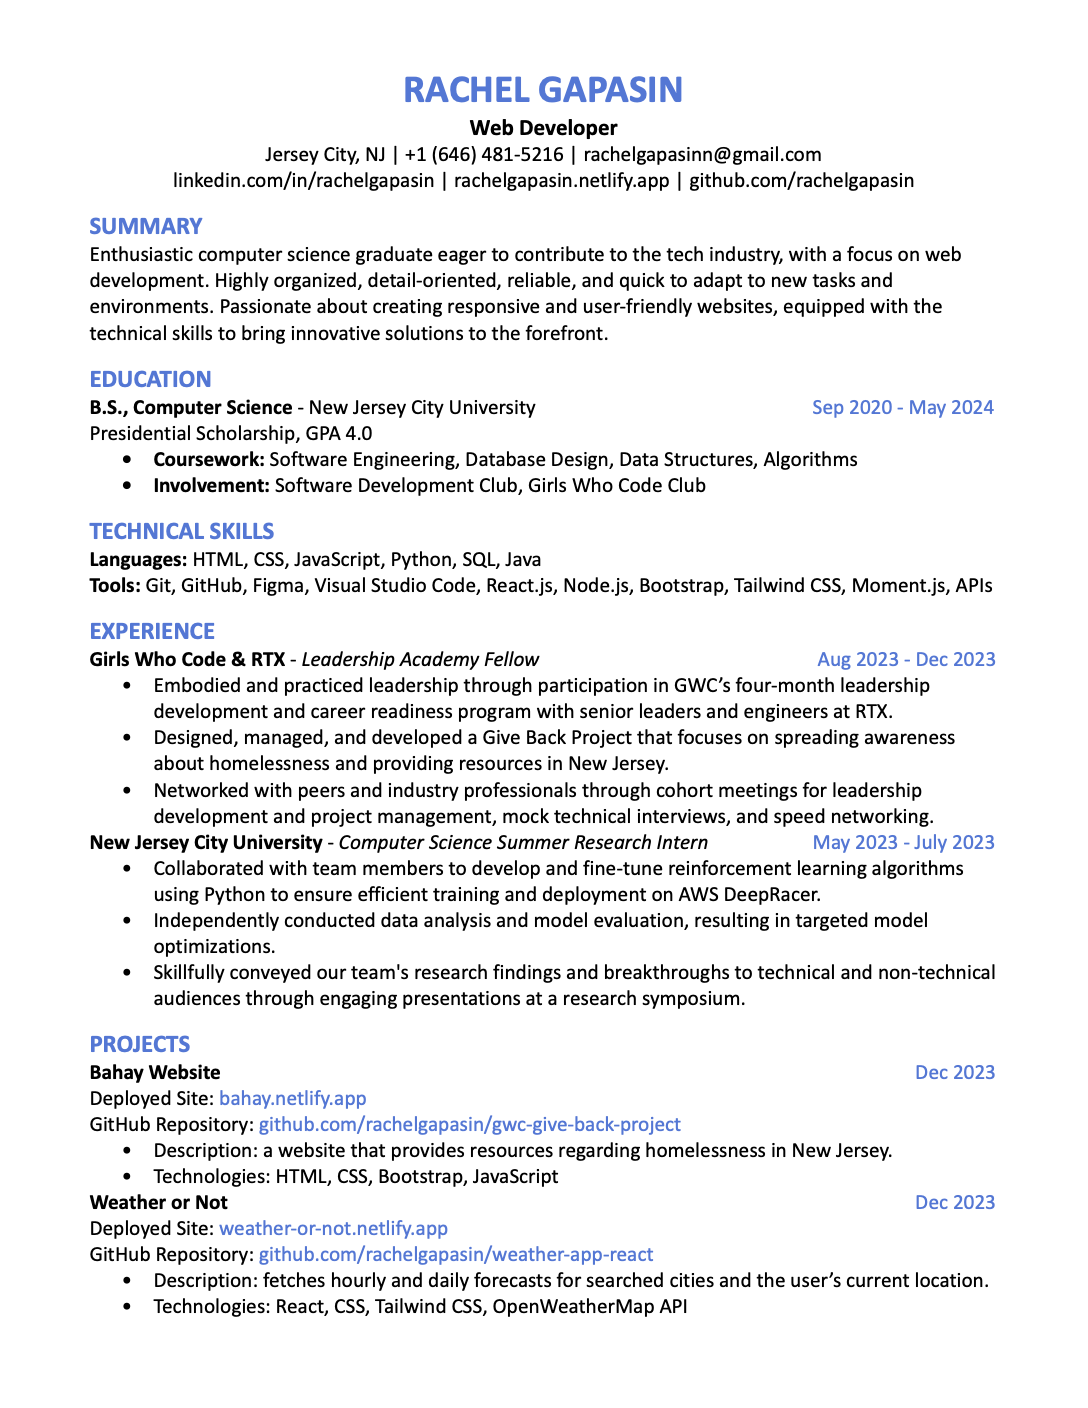 RACHEL GAPASIN
Web Developer
Jersey City, NJ | +1 (646) 481-5216 | rachelgapasinn@gmail.com
linkedin.com/in/rachelgapasin | rachelgapasin.netlify.app | github.com/rachelgapasin
SUMMARY
Enthusiastic computer science graduate eager to contribute to the tech industry, with a focus on web
development. Highly organized, detail-oriented, reliable, and quick to adapt to new tasks and
environments. Passionate about creating responsive and user-friendly websites, equipped with the
technical skills to bring innovative solutions to the forefront.
EDUCATION
B.S., Computer Science - New Jersey City University Sep 2020 - May 2024
Presidential Scholarship, GPA 4.0
• Coursework: Software Engineering, Database Design, Data Structures, Algorithms
• Involvement: Software Development Club, Girls Who Code Club
TECHNICAL SKILLS
Languages: HTML, CSS, JavaScript, Python, SQL, Java
Tools: Git, GitHub, Figma, Visual Studio Code, React.js, Node.js, Bootstrap, Tailwind CSS, Moment.js, APIs
EXPERIENCE
Girls Who Code & RTX - Leadership Academy Fellow Aug 2023 - Dec 2023
• Embodied and practiced leadership through participation in GWC’s four-month leadership
development and career readiness program with senior leaders and engineers at RTX.
• Designed, managed, and developed a Give Back Project that focuses on spreading awareness
about homelessness and providing resources in New Jersey.
• Networked with peers and industry professionals through cohort meetings for leadership
development and project management, mock technical interviews, and speed networking.
New Jersey City University - Computer Science Summer Research Intern May 2023 - July 2023
• Collaborated with team members to develop and fine-tune reinforcement learning algorithms
using Python to ensure efficient training and deployment on AWS DeepRacer.
• Independently conducted data analysis and model evaluation, resulting in targeted model
optimizations.
• Skillfully conveyed our team's research findings and breakthroughs to technical and non-technical
audiences through engaging presentations at a research symposium.
PROJECTS
Bahay Website Dec 2023
Deployed Site: bahay.netlify.app
GitHub Repository: github.com/rachelgapasin/gwc-give-back-project
• Description: a website that provides resources regarding homelessness in New Jersey.
• Technologies: HTML, CSS, Bootstrap, JavaScript
Weather or Not Dec 2023
Deployed Site: weather-or-not.netlify.app
GitHub Repository: github.com/rachelgapasin/weather-app-react
• Description: fetches hourly and daily forecasts for searched cities and the user’s current location.
• Technologies: React, CSS, Tailwind CSS, OpenWeatherMap API